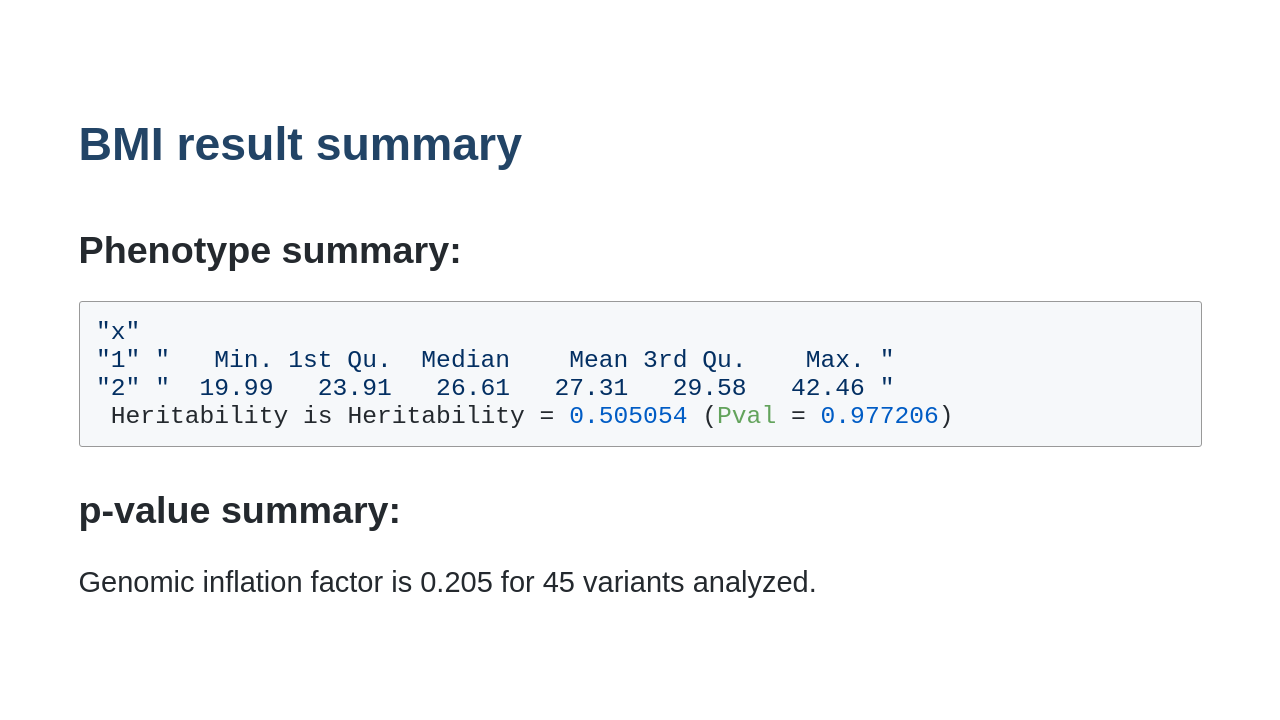 BMI result summary
Phenotype summary:
"x"
"1" "   Min. 1st Qu.  Median    Mean 3rd Qu.    Max. "
"2" "  19.99   23.91   26.61   27.31   29.58   42.46 "
 Heritability is Heritability = 0.505054 (Pval = 0.977206)
p-value summary:
Genomic inflation factor is 0.205 for 45 variants analyzed.